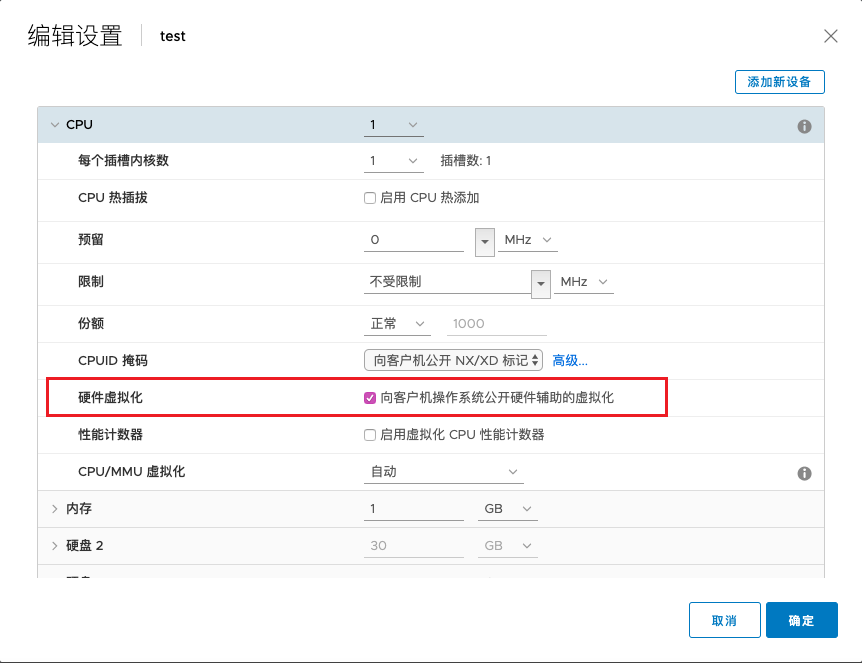 编辑设置 test
添加新设备
CPU 1
每个插槽内核数 1 插槽数: 1
CPU 热插拔 启用 CPU 热添加
预留 0 MHz
限制 不受限制 MHz
份额 正常 1000
CPUID 掩码 向客户机公开 NX/XD 标记 高级...
硬件虚拟化 向客户机操作系统公开硬件辅助的虚拟化
性能计数器 启用虚拟化 CPU 性能计数器
CPU/MMU 虚拟化 自动
内存 1 GB
硬盘 2 30 GB
取消 确定